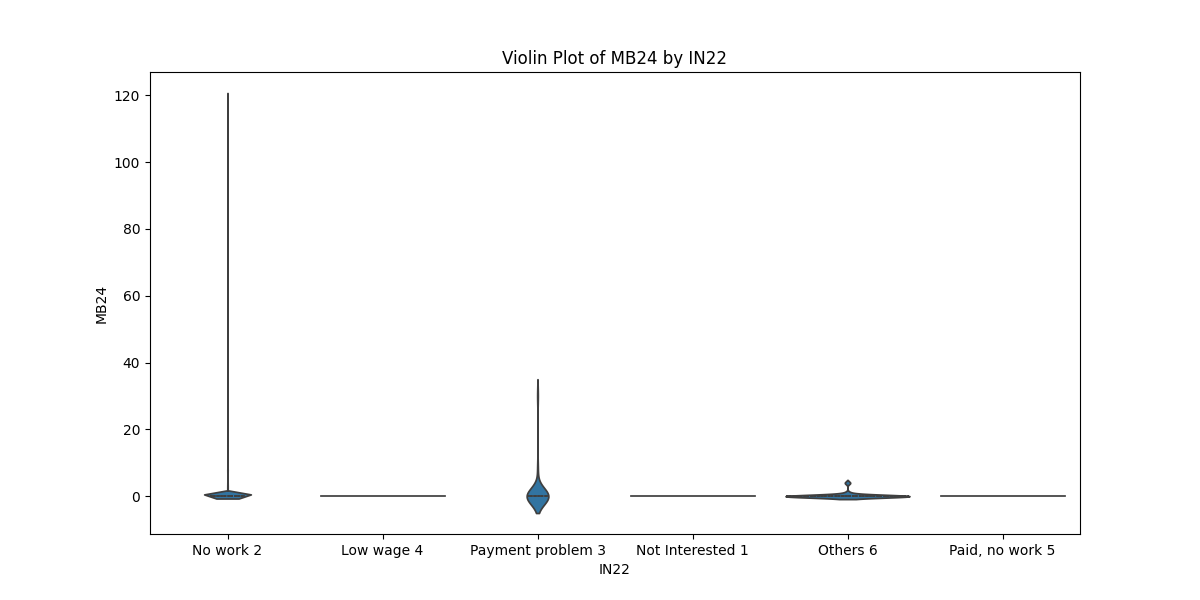 Violin Plot of MB24 by IN22
120
100
80
60
40
20
0
MB24
No work 2
Low wage 4
Payment problem 3
Not Interested 1
Others 6
Paid, no work 5
IN22